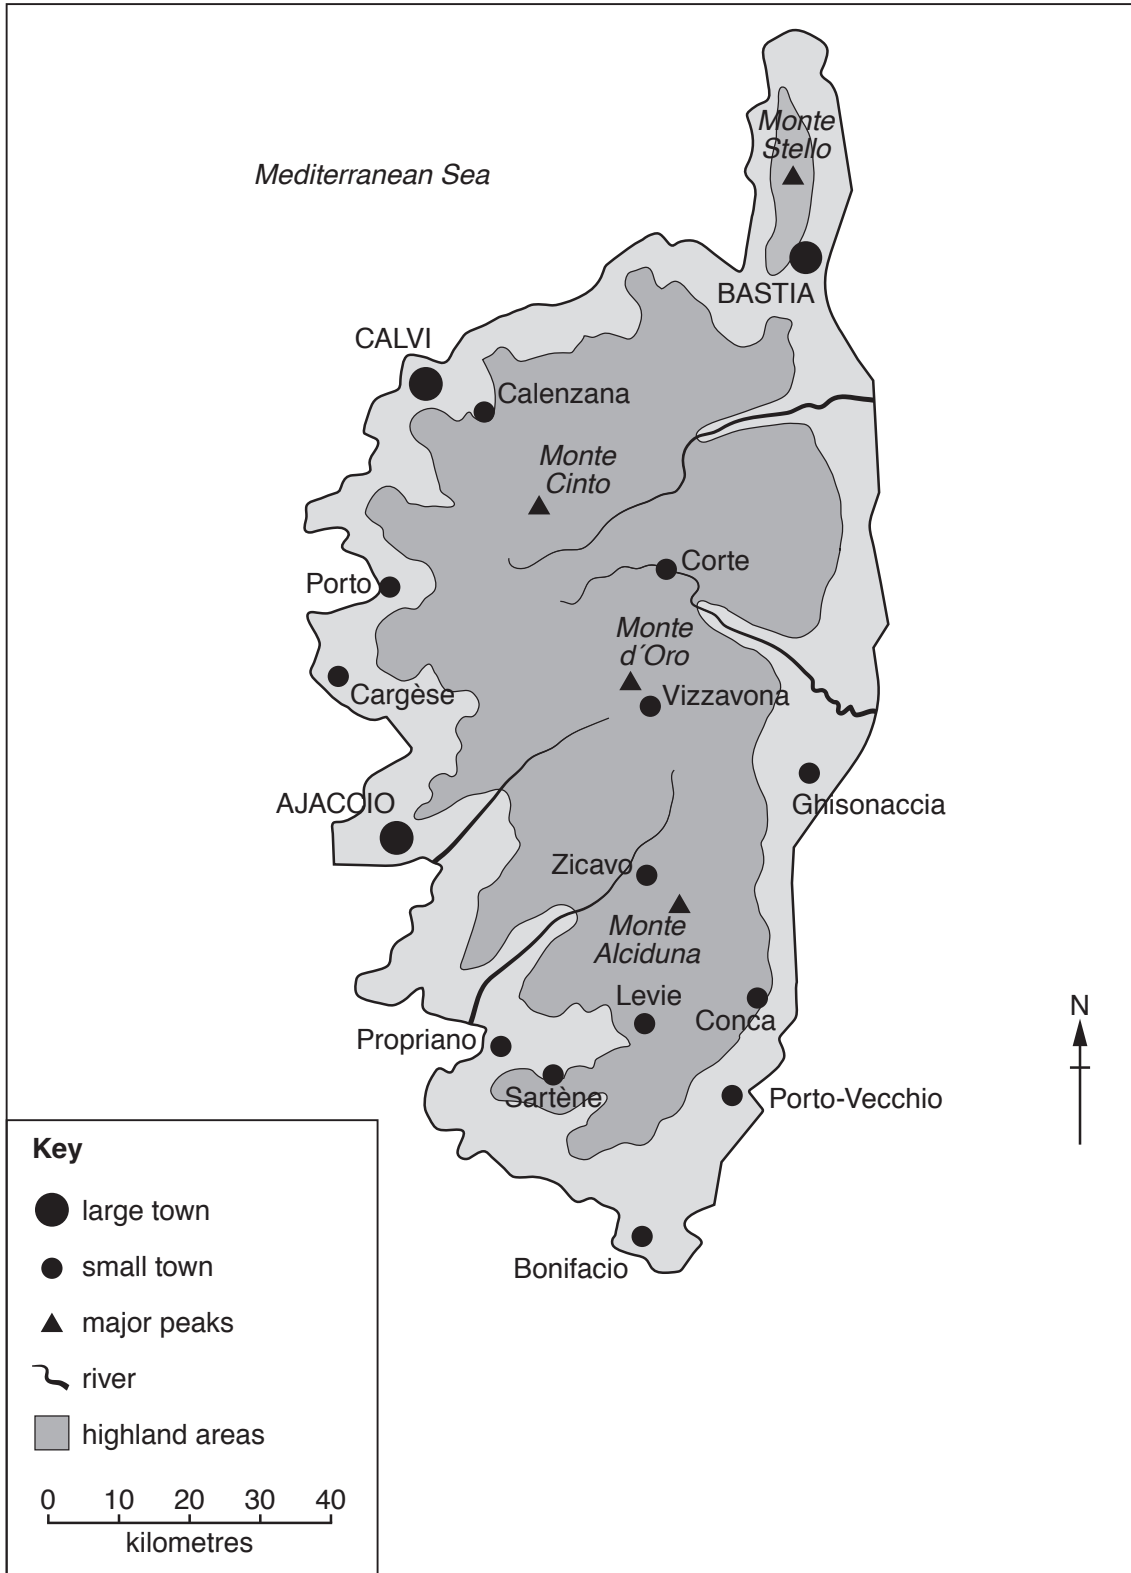 Monte
Stello
Mediterranean Sea
BASTIA
CALVI
Calenzana
Monte
Cinto
Corte
Porto
Monte
d´Oro
Cargèse
Vizzavona
AJACCIO
Ghisonaccia
Zicavo
Monte
Alciduna
Levie
Conca
N
Propriano
Sartène
Porto-Vecchio
Bonifacio
Key
large town
small town
major peaks
river
highland areas
0 10 20 30 40
kilometres